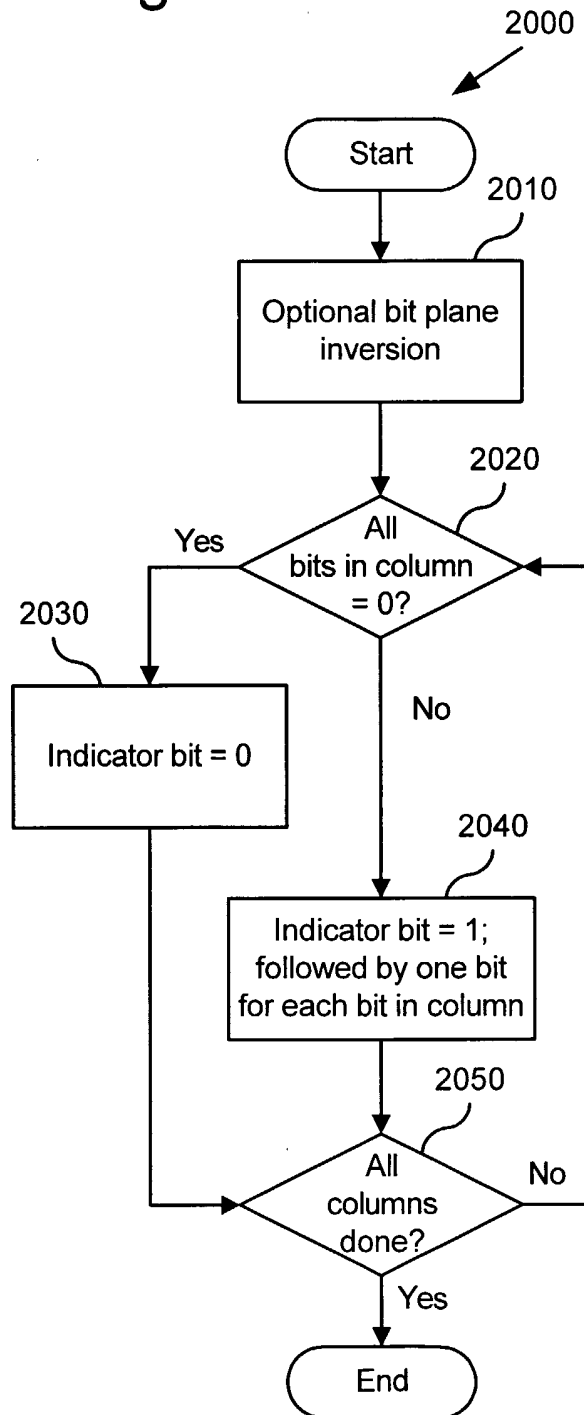 2000
Start
2010
Optional bit plane
inversion
2020
All
bits in column
= 0?
Yes
2030
Indicator bit = 0
No
2040
Indicator bit = 1;
followed by one bit
for each bit in column
2050
All
columns
done?
No
Yes
End